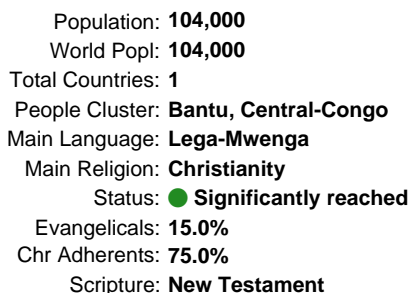 Population: 104,000
World Popl: 104,000
Total Countries: 1
People Cluster: Bantu, Central-Congo
Main Language: Lega-Mwenga
Main Religion: Christianity
Status: Significantly reached
Evangelicals: 15.0%
Chr Adherents: 75.0%
Scripture: New Testament